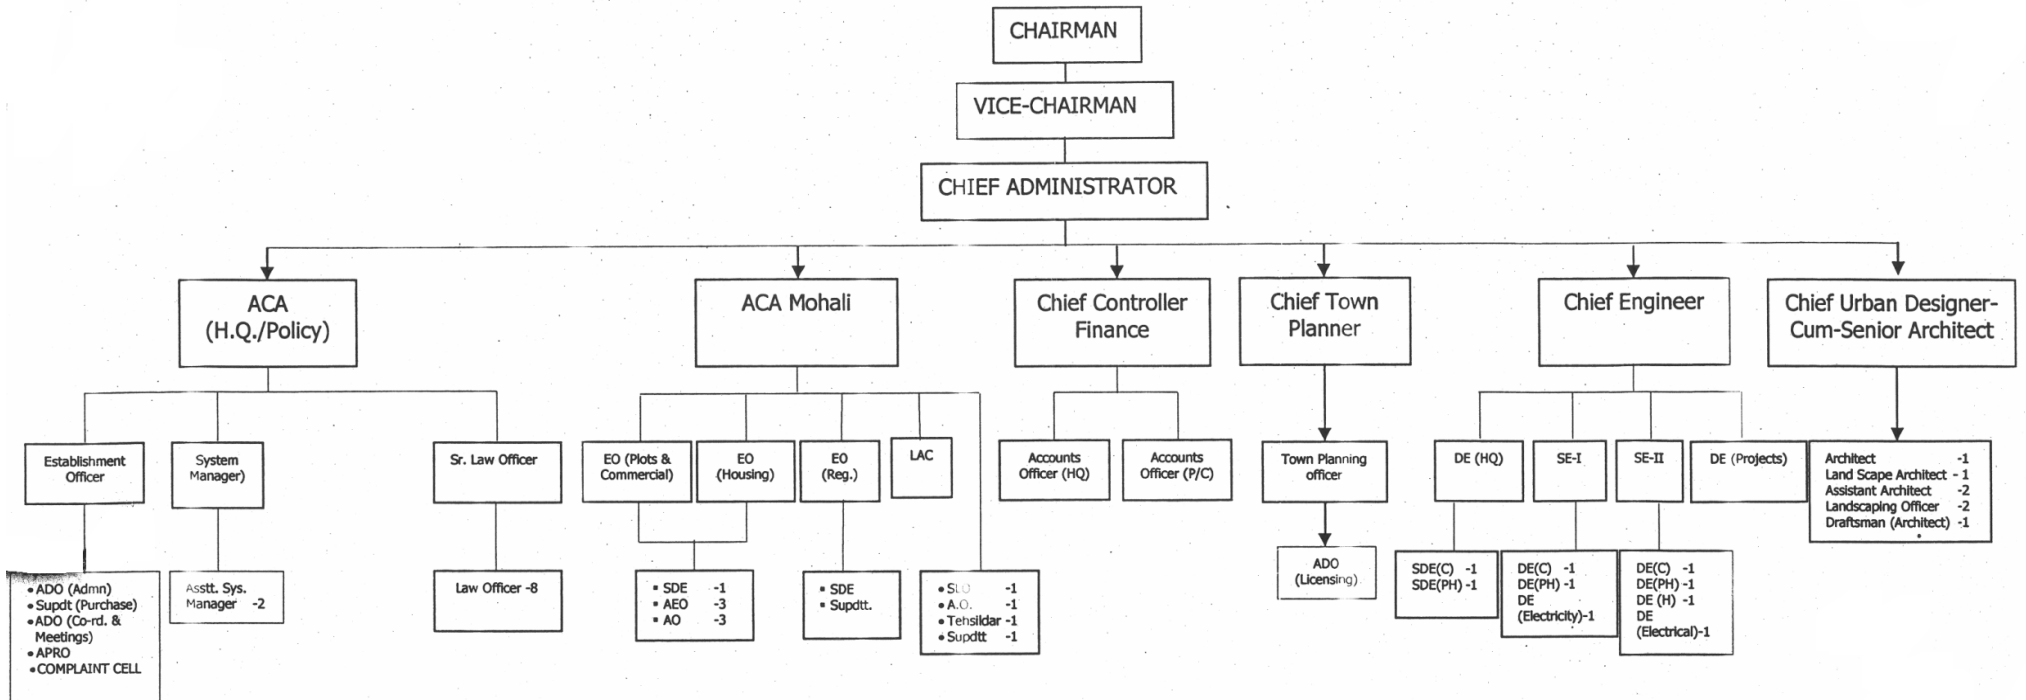 CHAIRMAN
VICE-CHAIRMAN
CHIEF ADMINISTRATOR
ACA
(H.Q./Policy)
ACA Mohali
Chief Controller
Finance
Chief Town
Planner
Chief Engineer
Chief Urban Designer-
Cum-Senior Architect
Establishment
Officer
System
Manager)
Sr. Law Officer
EO (Plots &
Commercial)
EO
(Housing)
EO
(Reg.)
LAC
Accounts
Officer (HQ)
Accounts
Officer (P/C)
Town Planning
officer
DE (HQ)
SE-I
SE-II
DE (Projects)
Architect -1
Land Scape Architect - 1
Assistant Architect -2
Landscaping Officer -2
Draftsman (Architect) -1
• ADO (Admn)
• Supdt (Purchase)
• ADO (Co-rd. &
Meetings)
• APRO
• COMPLAINT CELL
Asstt. Sys.
Manager -2
Law Officer -8
▪ SDE -1
▪ AEO -3
▪ AO -3
▪ SDE
▪ Supdtt.
• SLO -1
• A.O. -1
• Tehsildar -1
• Supdtt -1
ADO
(Licensing)
SDE(C) -1
SDE(PH) -1
DE(C) -1
DE(PH) -1
DE
(Electricity)-1
DE(C) -1
DE(PH) -1
DE (H) -1
DE
(Electrical)-1